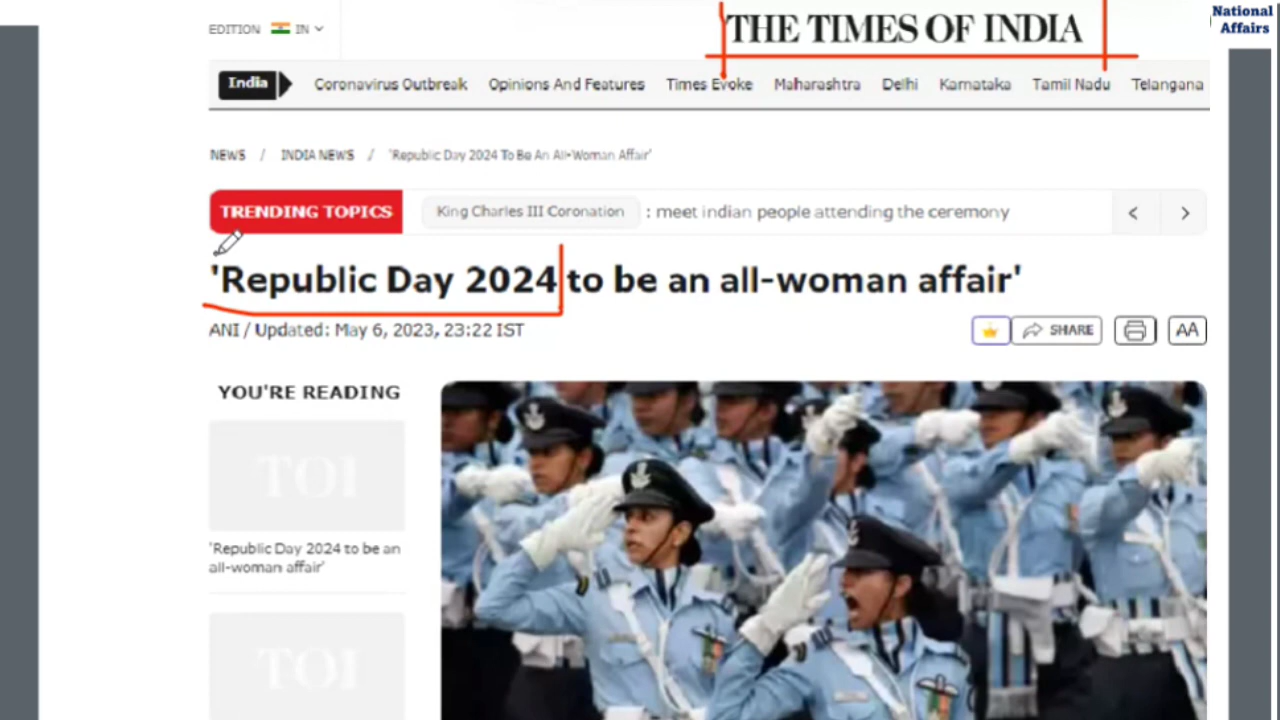 National
Affairs
EDITION IN
THE TIMES OF INDIA
India Coronavirus Outbreak Opinions And Features Times Evoke Maharashtra Delhi Karnataka Tamil Nadu Telangana
NEWS / INDIA NEWS / 'Republic Day 2024 To Be An All-Woman Affair'
TRENDING TOPICS King Charles III Coronation : meet indian people attending the ceremony < >
'Republic Day 2024 to be an all-woman affair'
ANI / Updated: May 6, 2023, 23:22 IST
SHARE AA
YOU'RE READING
TOI
'Republic Day 2024 to be an
all-woman affair'
TOI